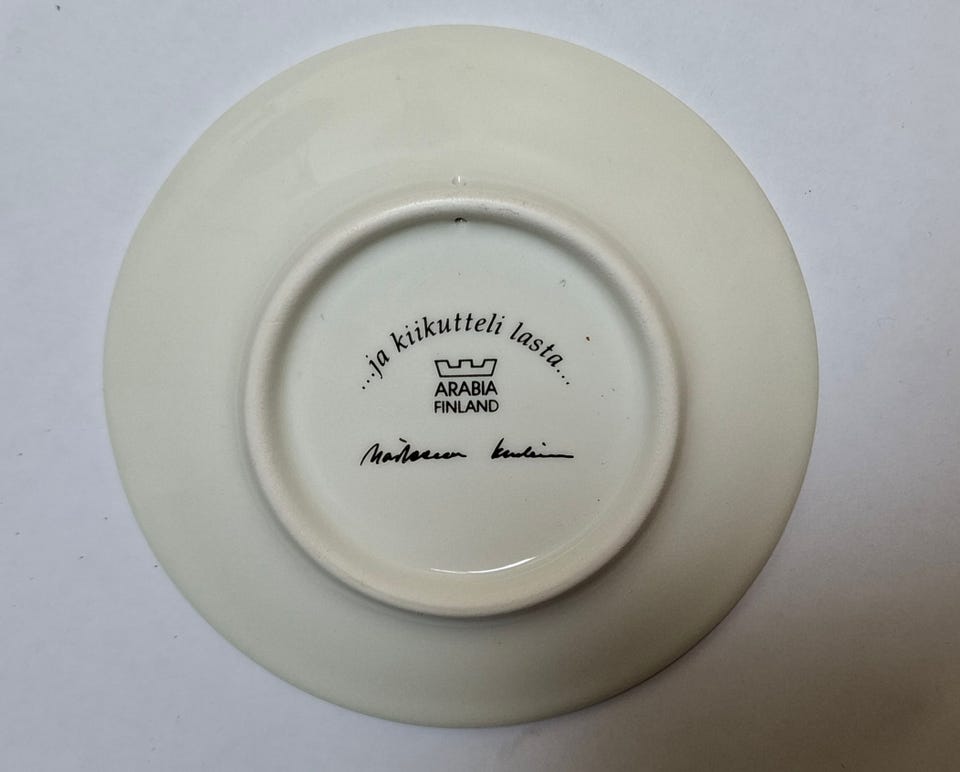 ...ja kiikutteli lasta...
ARABIA
FINLAND